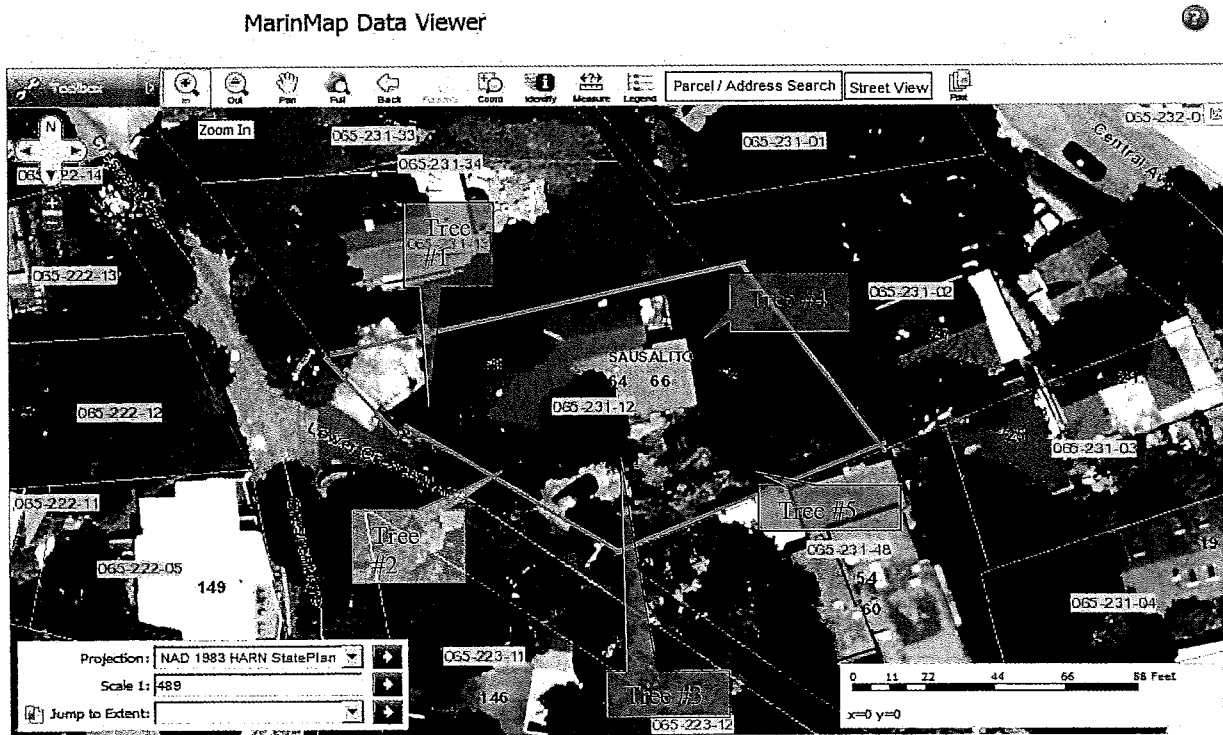 MarinMap Data Viewer
Toolbox
In Out Pan Full Back Coord Identify Measure Legend Parcel / Address Search Street View Print
Zoom In
N
065-231-33
065-231-01
065-232-0
Central Av
065-231-34
Tree
#1
065-231-13
065-222-13
Tree #4
065-231-02
SAUSALITO
64 66
065-231-12
065-222-12
065-231-03
065-222-11
Tree #5
Tree
#2
065-231-48
54
60
19
065-222-05
149
065-231-04
065-223-11
146
Tree #3
065-223-12
Projection: NAD 1983 HARN StatePlan
Scale 1: 489
Jump to Extent:
0 11 22 44 66 88 Feet
x=0 y=0